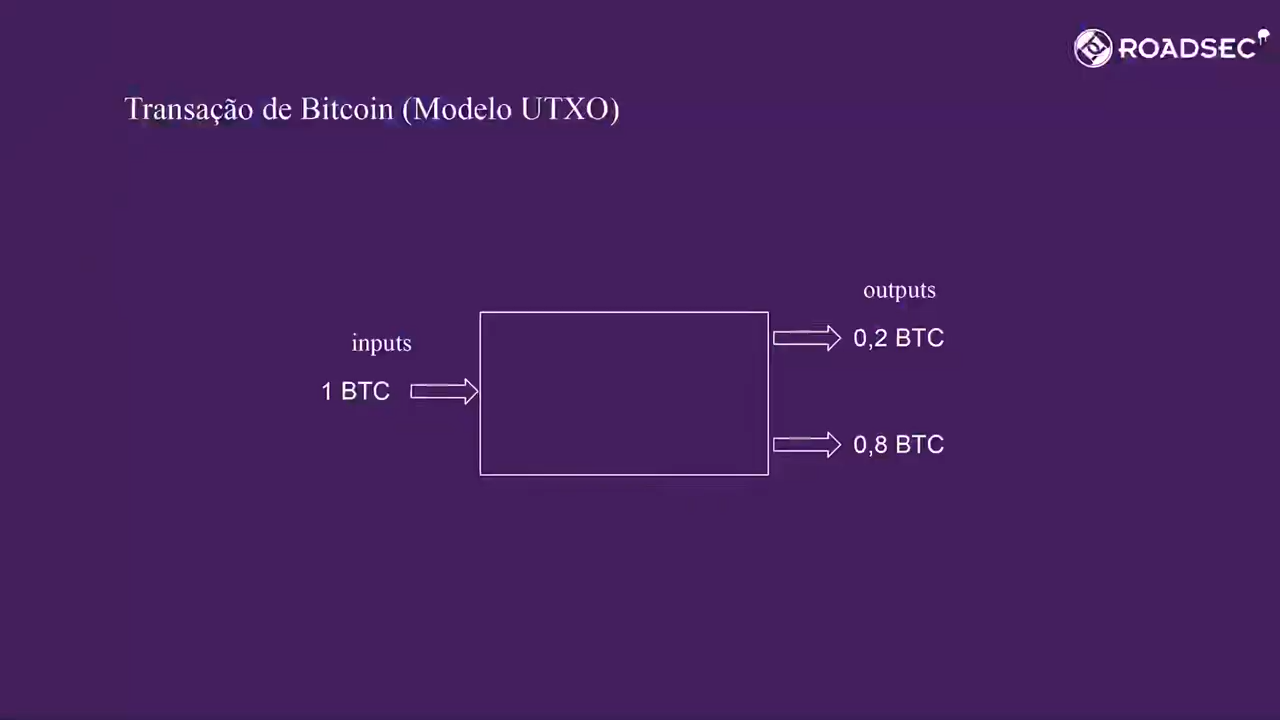 ROADSEC
Transação de Bitcoin (Modelo UTXO)
outputs
0,2 BTC
inputs
1 BTC
0,8 BTC